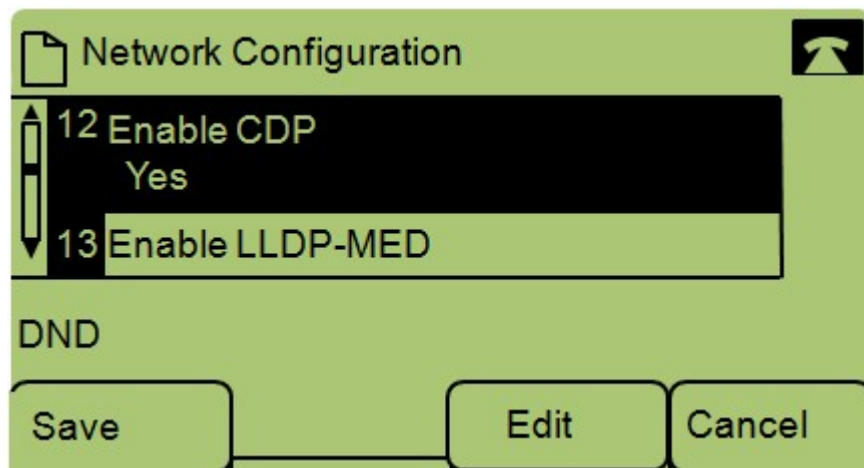 Network Configuration
12 Enable CDP
Yes
13 Enable LLDP-MED
DND
Save Edit Cancel